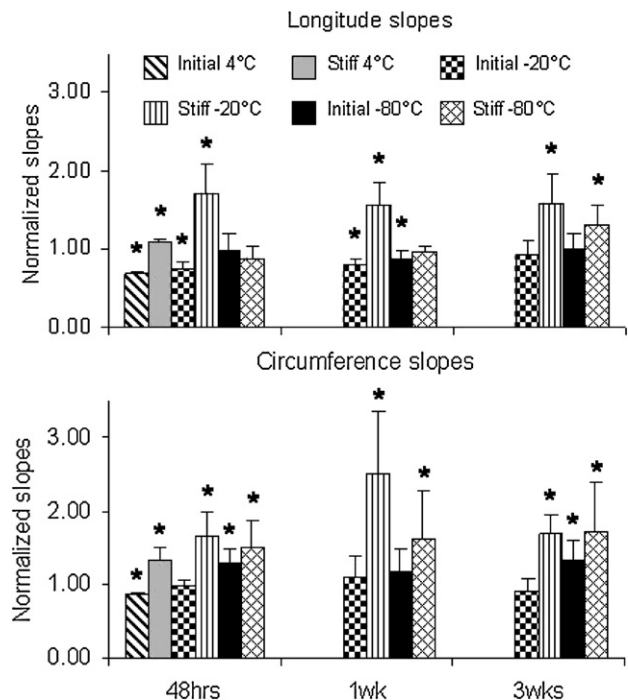 Longitude slopes
Initial 4°C Stiff 4°C Initial -20°C
Stiff -20°C Initial -80°C Stiff -80°C
Normalized slopes
3.00
2.00
1.00
0.00
* * * *
* * *
* *
Circumference slopes
Normalized slopes
3.00
2.00
1.00
0.00
* * * * *
* *
* * *
48hrs 1wk 3wks